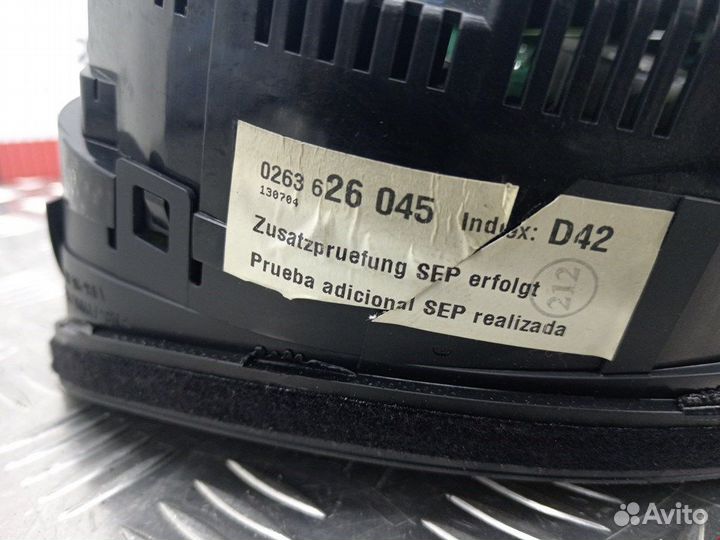 0263 626 045 Index: D42
130704
Zusatzpruefung SEP erfolgt
Prueba adicional SEP realizada
212
Avito